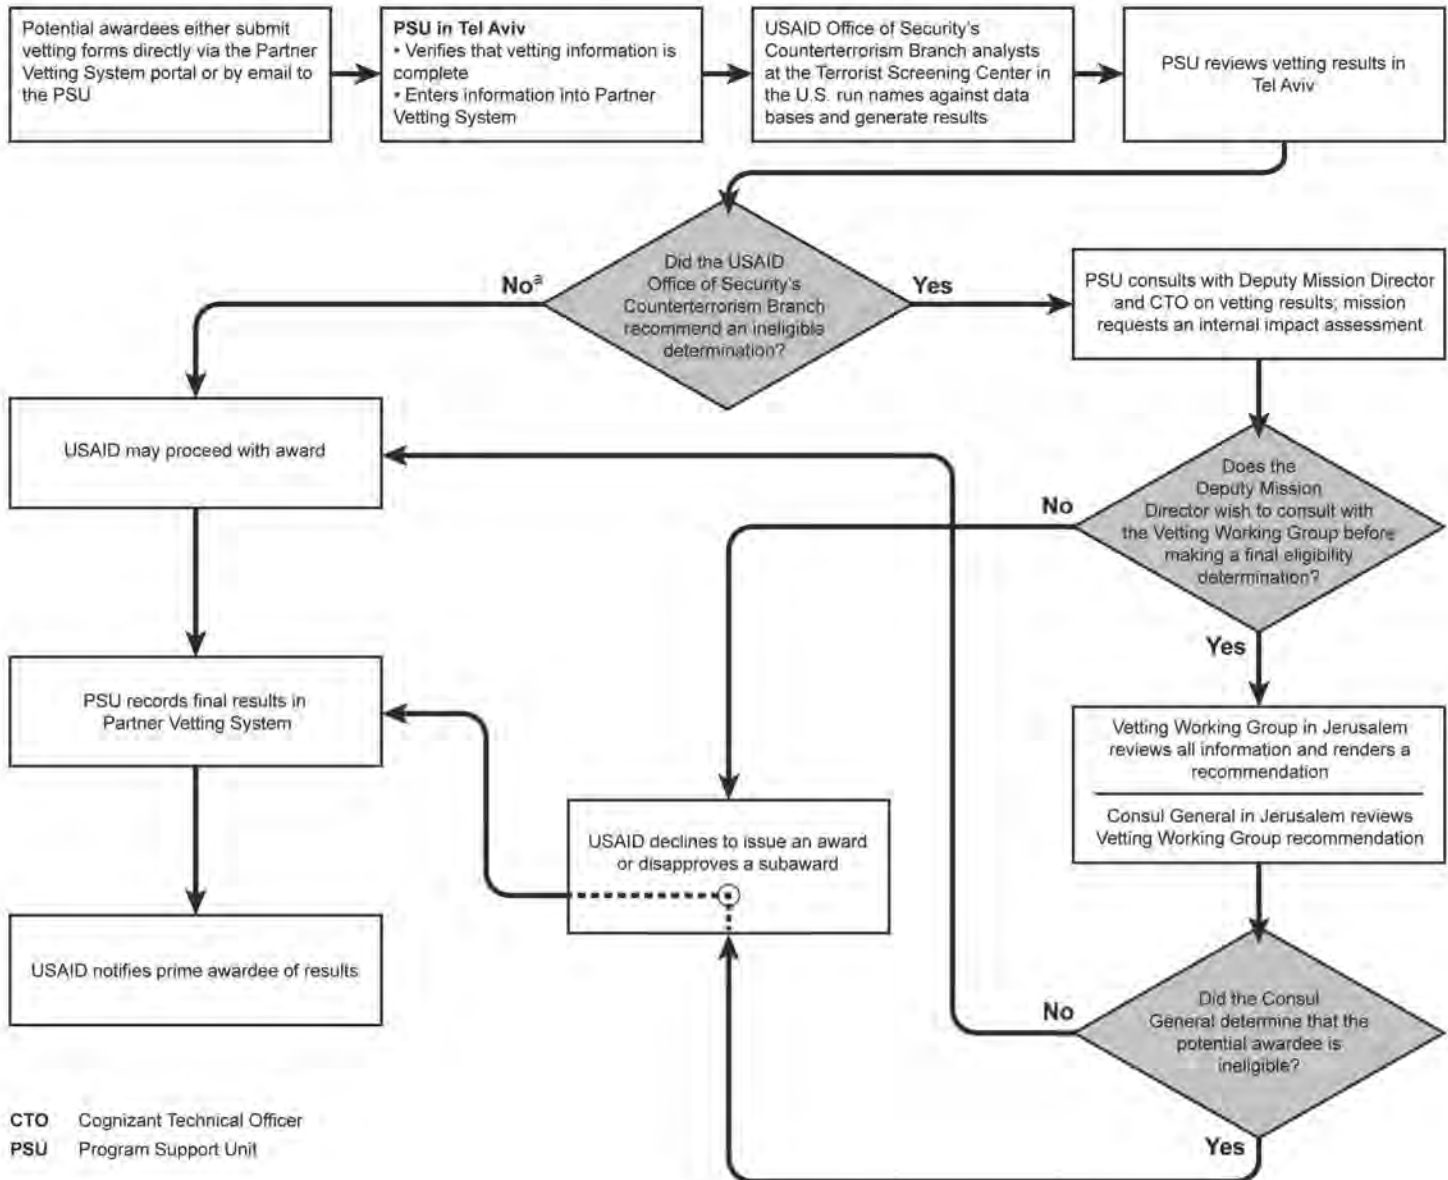 Potential awardees either submit
vetting forms directly via the Partner
Vetting System portal or by email to
the PSU
PSU in Tel Aviv
• Verifies that vetting information is
complete
• Enters information into Partner
Vetting System
USAID Office of Security's
Counterterrorism Branch analysts
at the Terrorist Screening Center in
the U.S. run names against data
bases and generate results
PSU reviews vetting results in
Tel Aviv
Did the USAID
Office of Security's
Counterterrorism Branch
recommend an ineligible
determination?
Noª
Yes
PSU consults with Deputy Mission Director
and CTO on vetting results; mission
requests an internal impact assessment
USAID may proceed with award
Does the
Deputy Mission
Director wish to consult with
the Vetting Working Group before
making a final eligibility
determination?
No
Yes
PSU records final results in
Partner Vetting System
Vetting Working Group in Jerusalem
reviews all information and renders a
recommendation
Consul General in Jerusalem reviews
Vetting Working Group recommendation
USAID declines to issue an award
or disapproves a subaward
USAID notifies prime awardee of results
Did the Consul
General determine that the
potential awardee is
ineligible?
No
Yes
CTO Cognizant Technical Officer
PSU Program Support Unit